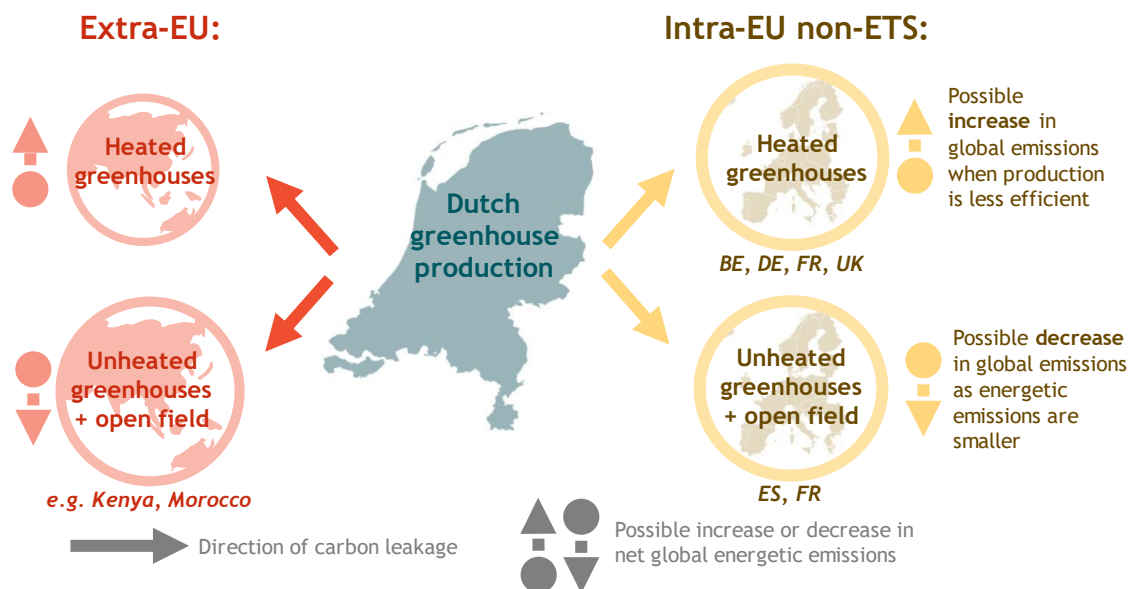 Extra-EU:
Heated
greenhouses
Unheated
greenhouses
+ open field
e.g. Kenya, Morocco
Dutch
greenhouse
production
Intra-EU non-ETS:
Heated
greenhouses
BE, DE, FR, UK
Possible
increase in
global emissions
when production
is less efficient
Unheated
greenhouses
+ open field
ES, FR
Possible decrease
in global emissions
as energetic
emissions are
smaller
Direction of carbon leakage
Possible increase or decrease in
net global energetic emissions